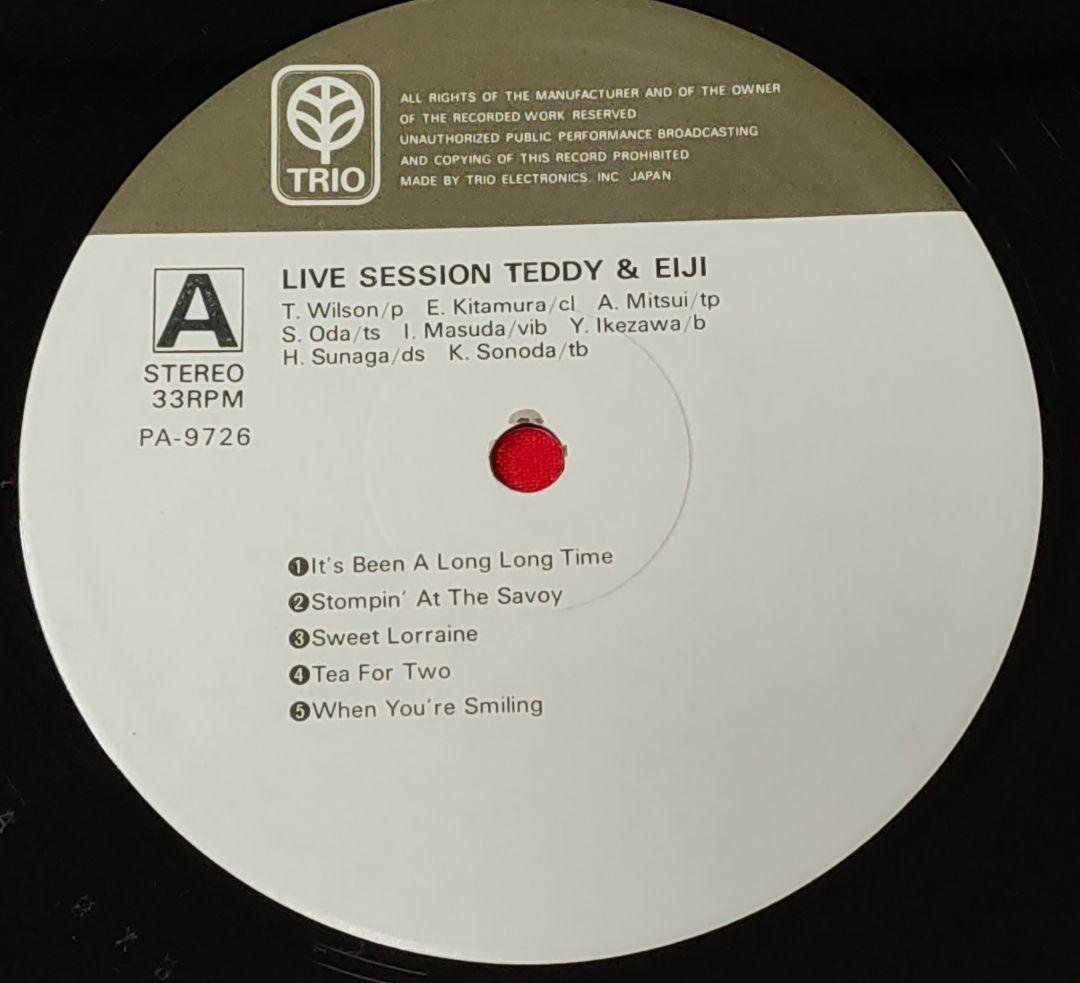 TRIO
ALL RIGHTS OF THE MANUFACTURER AND OF THE OWNER
OF THE RECORDED WORK RESERVED
UNAUTHORIZED PUBLIC PERFORMANCE BROADCASTING
AND COPYING OF THIS RECORD PROHIBITED
MADE BY TRIO ELECTRONICS. INC JAPAN
A
STEREO
33RPM
PA-9726
LIVE SESSION TEDDY & EIJI
T. Wilson/p E. Kitamura/cl A. Mitsui/tp
S. Oda/ts I. Masuda/vib Y. Ikezawa/b
H. Sunaga/ds K. Sonoda/tb
❶It's Been A Long Long Time
❷Stompin' At The Savoy
❸Sweet Lorraine
❹Tea For Two
❺When You're Smiling